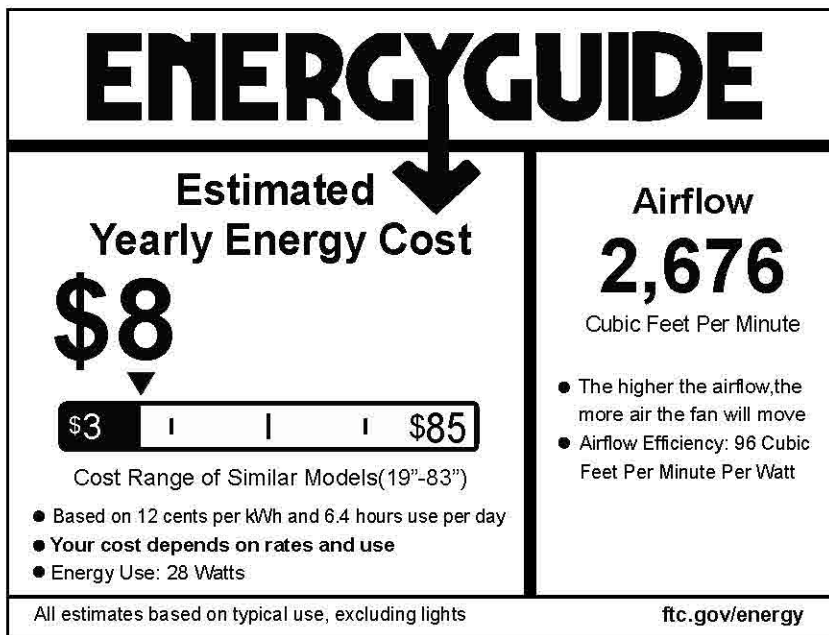 ENERGYGUIDE
Estimated
Yearly Energy Cost
$8
$3 $85
Cost Range of Similar Models(19"-83")
● Based on 12 cents per kWh and 6.4 hours use per day
● Your cost depends on rates and use
● Energy Use: 28 Watts
Airflow
2,676
Cubic Feet Per Minute
● The higher the airflow,the
more air the fan will move
● Airflow Efficiency: 96 Cubic
Feet Per Minute Per Watt
All estimates based on typical use, excluding lights
ftc.gov/energy